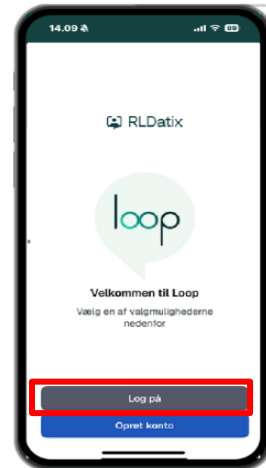 14.09
RLDatix
loop
Velkommen til Loop
Vælg en af valgmulighederne
nedenfor
Log på
Opret konto